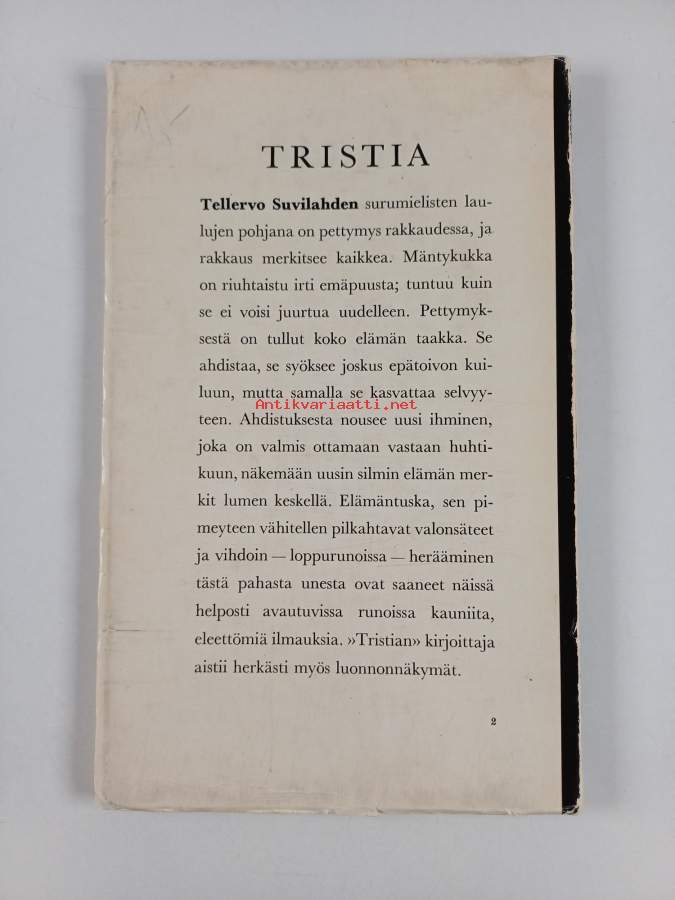 TRISTIA
Tellervo Suvilahden surumielisten lau-
lujen pohjana on pettymys rakkaudessa, ja
rakkaus merkitsee kaikkea. Mäntykukka
on riuhtaistu irti emäpuusta; tuntuu kuin
se ei voisi juurtua uudelleen. Pettymyk-
sestä on tullut koko elämän taakka. Se
ahdistaa, se syöksee joskus epätoivon kui-
luun, mutta samalla se kasvattaa selvyy-
Antikvariaatti.net
teen. Ahdistuksesta nousee uusi ihminen,
joka on valmis ottamaan vastaan huhti-
kuun, näkemään uusin silmin elämän mer-
kit lumen keskellä. Elämäntuska, sen pi-
meyteen vähitellen pilkahtavat valonsäteet
ja vihdoin — loppurunoissa — herääminen
tästä pahasta unesta ovat saaneet näissä
helposti avautuvissa runoissa kauniita,
eleettömiä ilmauksia. »Tristian» kirjoittaja
aistii herkästi myös luonnonnäkymät.
2